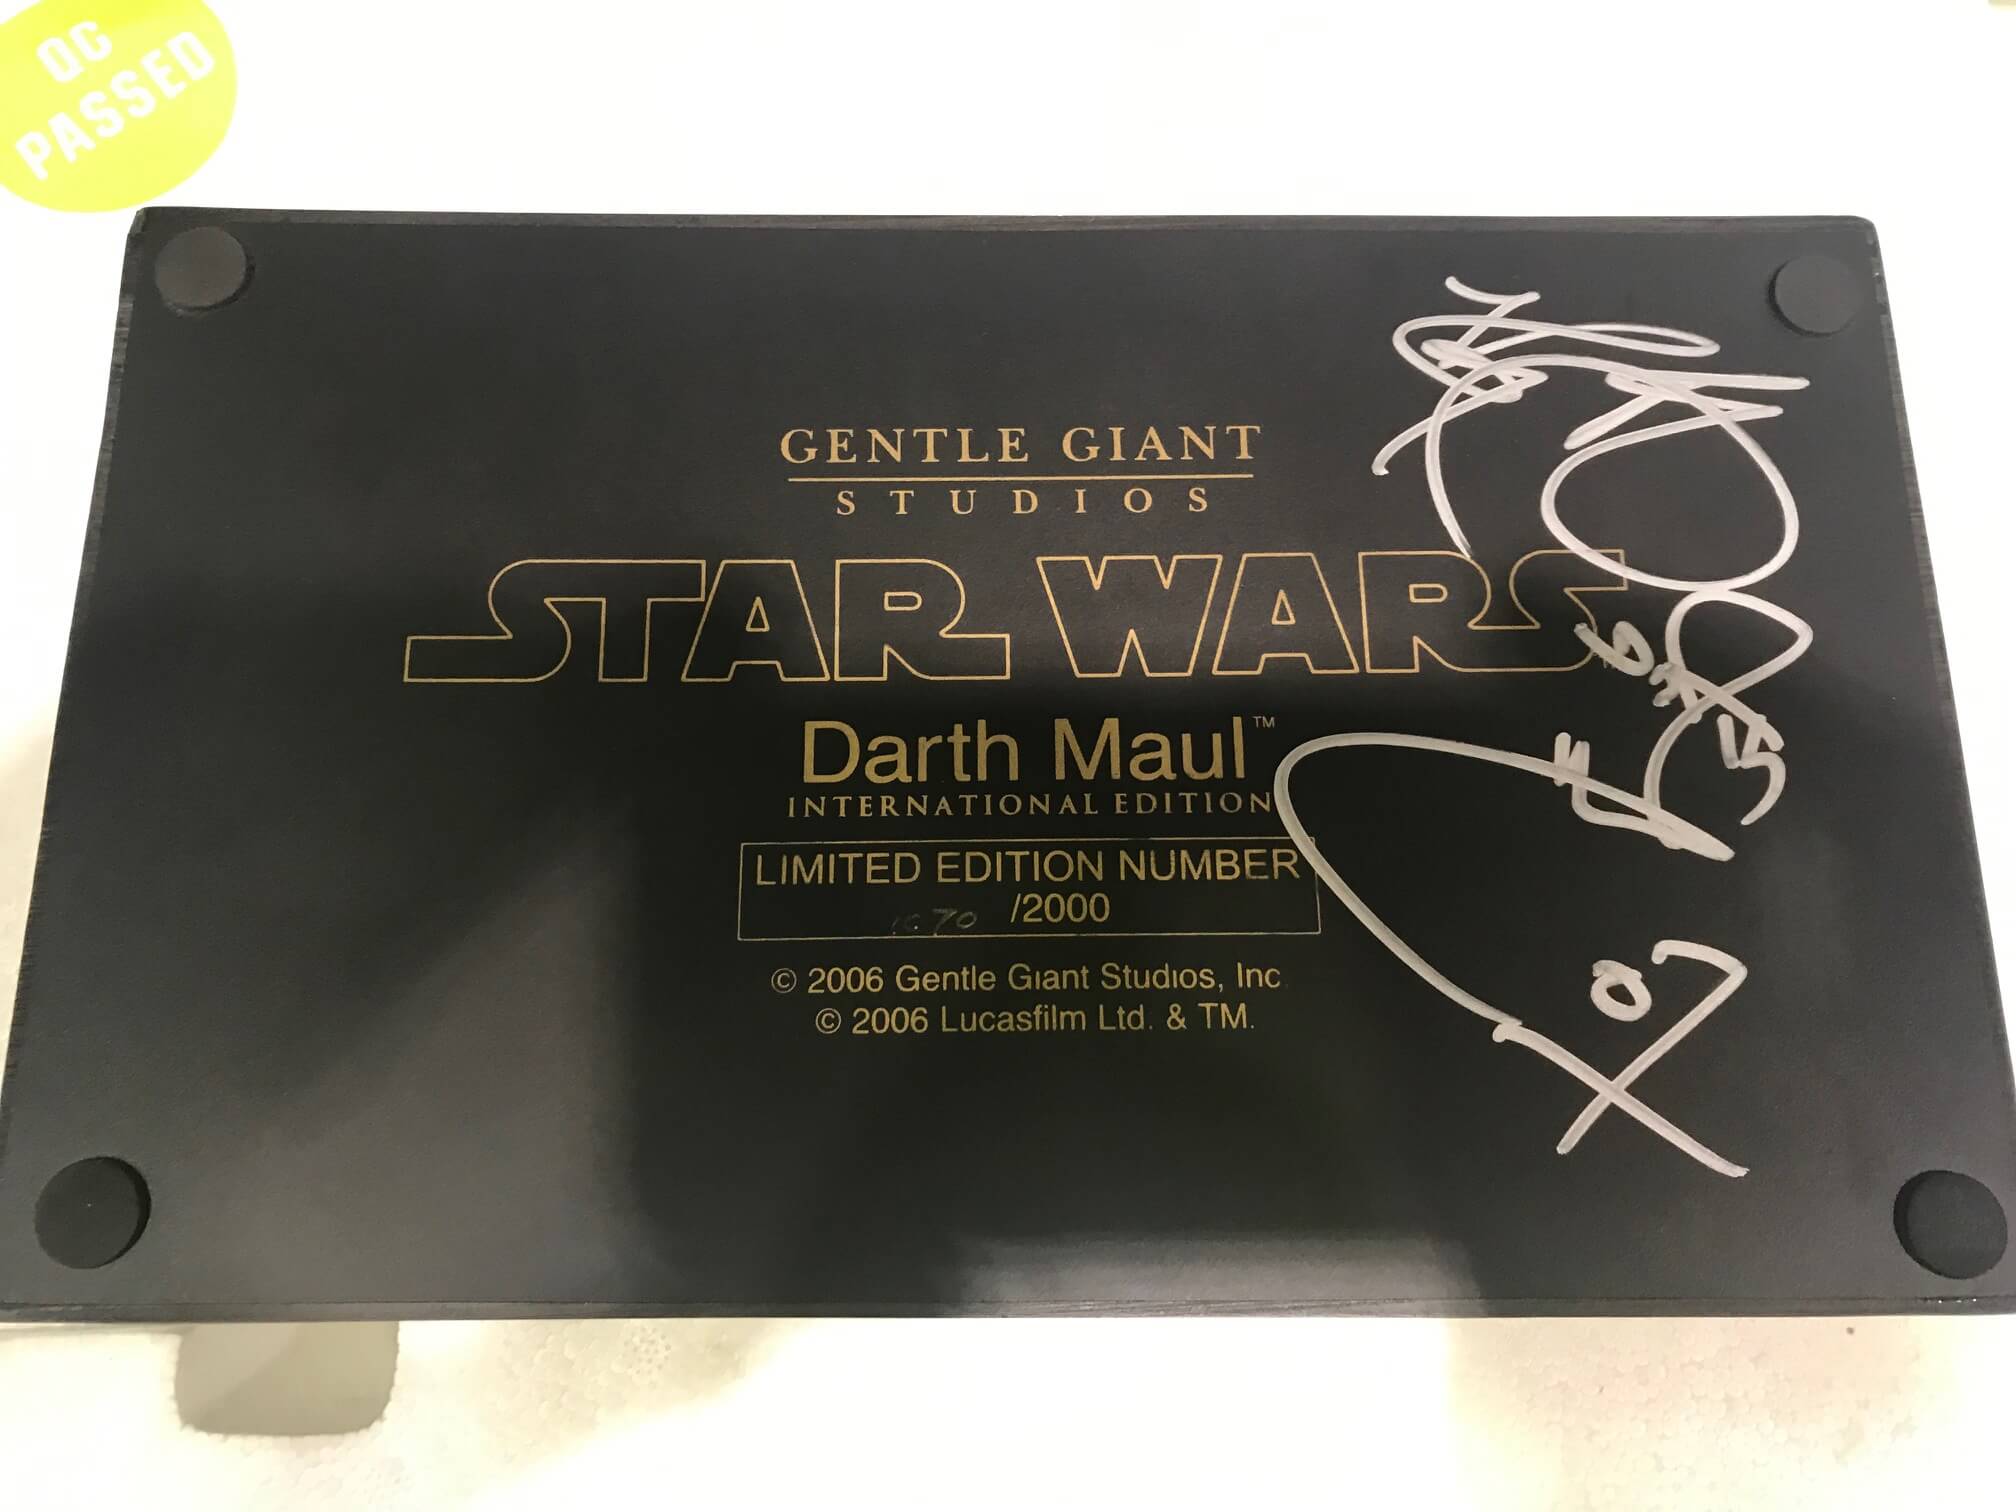 QC
PASSED
GENTLE GIANT
STUDIOS
STAR WARS
Darth Maul™
INTERNATIONAL EDITION
LIMITED EDITION NUMBER
/2000
© 2006 Gentle Giant Studios, Inc.
© 2006 Lucasfilm Ltd. & TM.